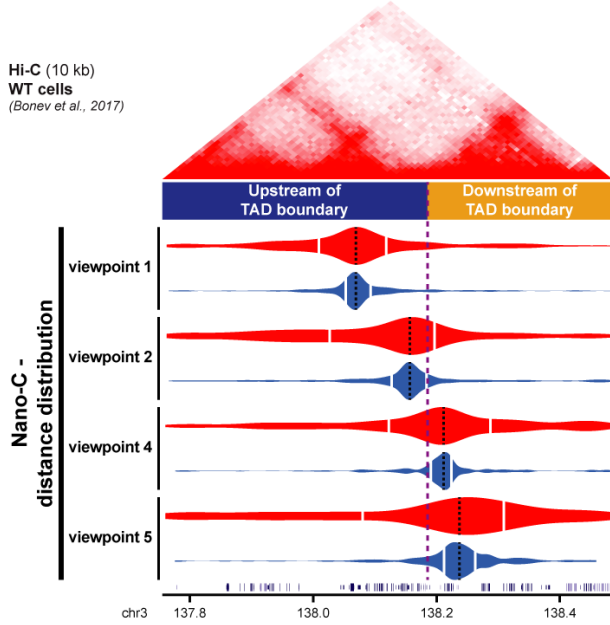 Hi-C (10 kb)
WT cells
(Bonev et al., 2017)
Upstream of
TAD boundary
Downstream of
TAD boundary
Nano-C -
distance distribution
viewpoint 1
viewpoint 2
viewpoint 4
viewpoint 5
chr3
137.8
138.0
138.2
138.4